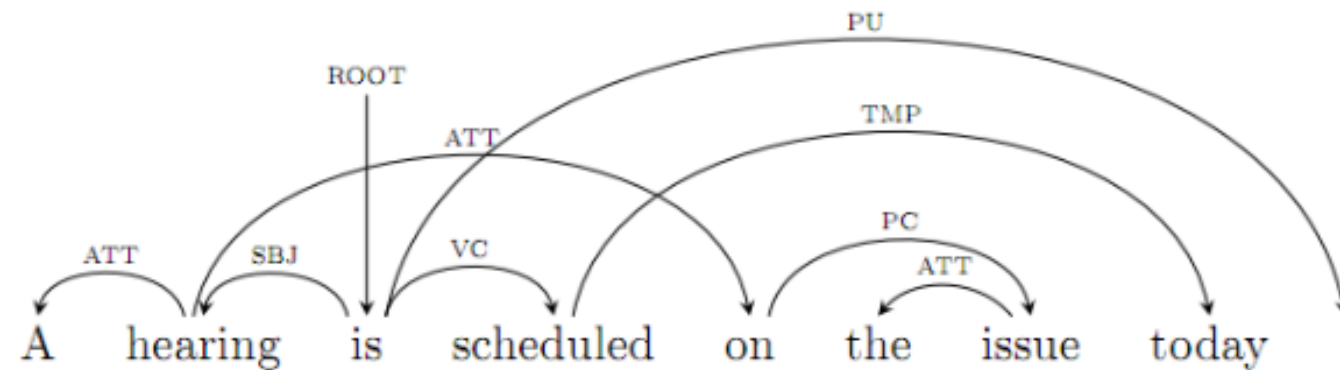 PU
ROOT
TMP
ATT
PC
ATT SBJ VC ATT
A hearing is scheduled on the issue today